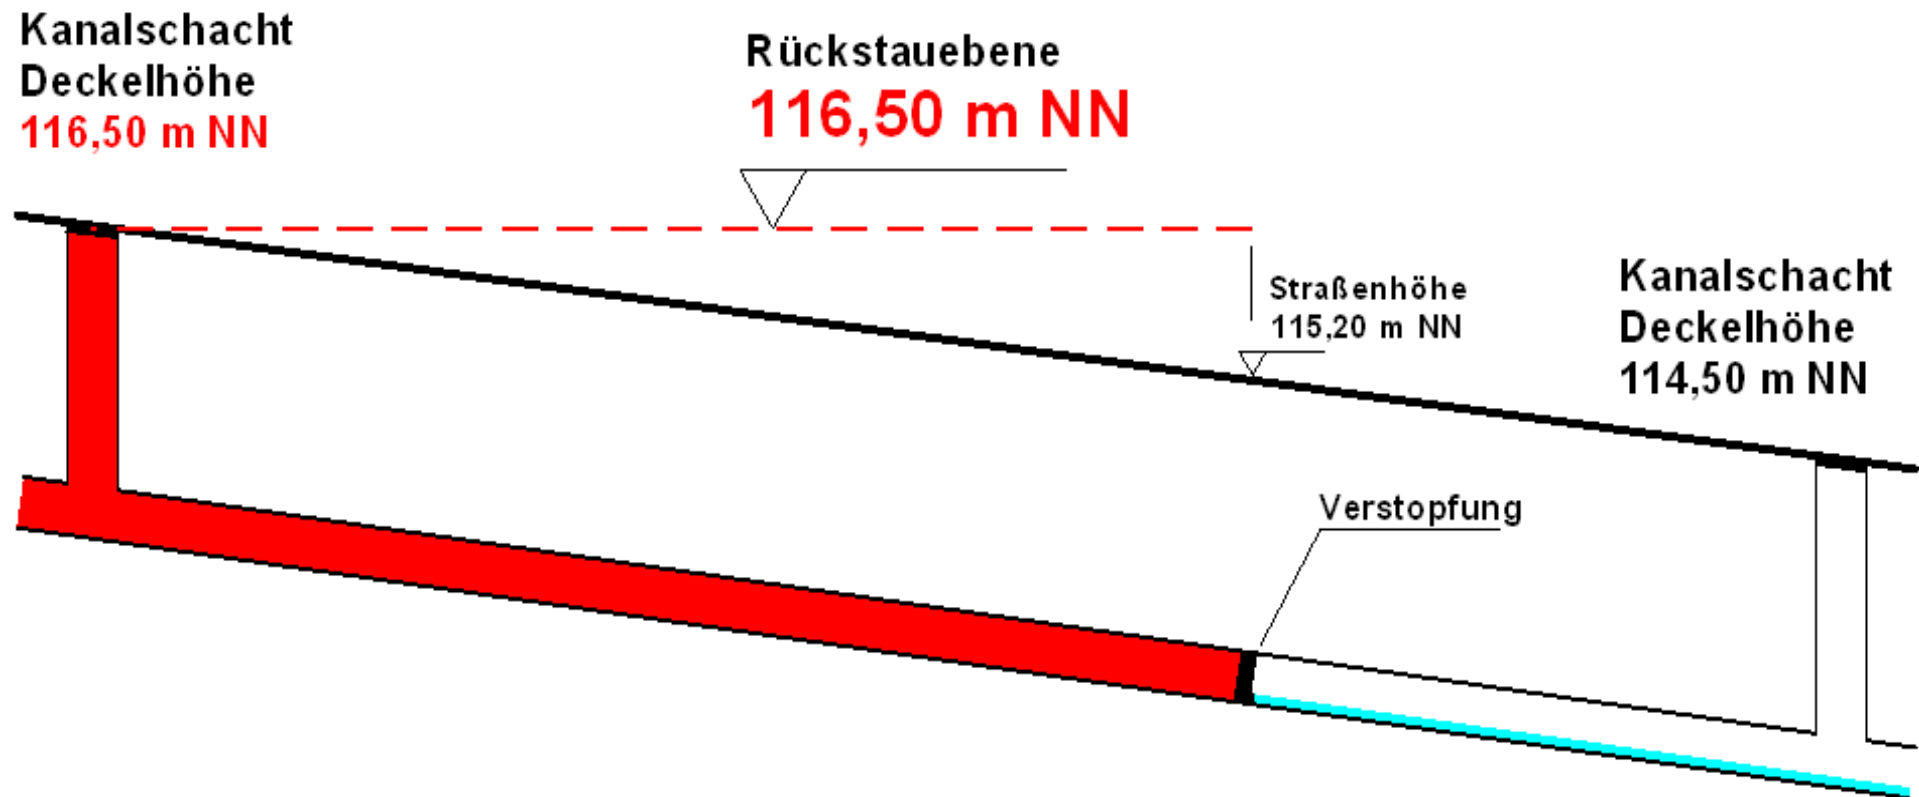 Kanalschacht
Deckelhöhe
116,50 m NN
Rückstauebene
116,50 m NN
Straßenhöhe
115,20 m NN
Kanalschacht
Deckelhöhe
114,50 m NN
Verstopfung